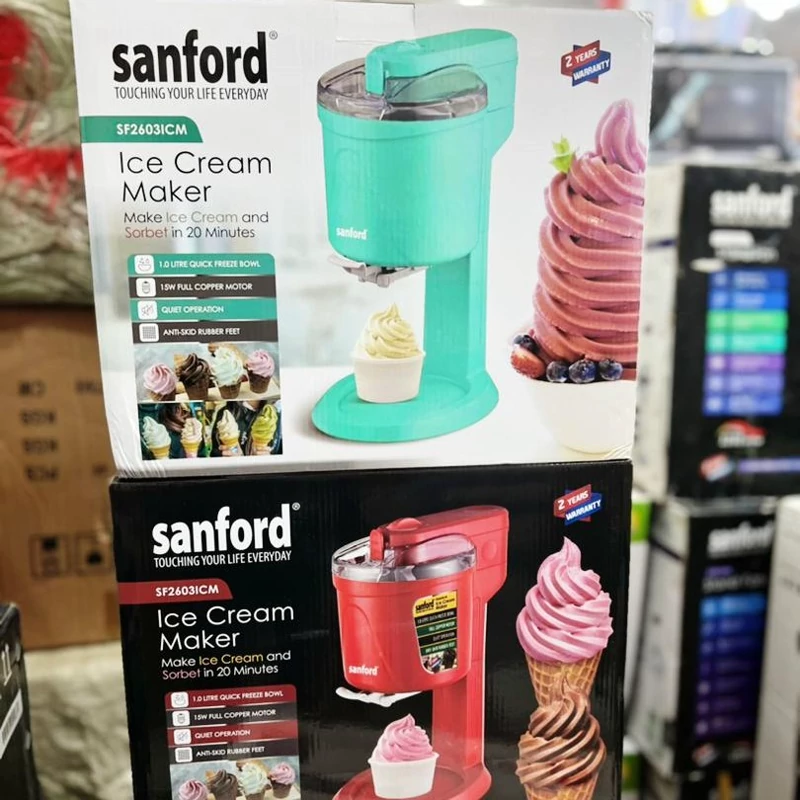 sanford®
TOUCHING YOUR LIFE EVERYDAY
2 YEARS
WARRANTY
SF2603ICM
Ice Cream
Maker
Make Ice Cream and
Sorbet in 20 Minutes
1.0 LITRE QUICK FREEZE BOWL
15W FULL COPPER MOTOR
QUIET OPERATION
ANTI-SKID RUBBER FEET
sanford
sanford
sanford®
TOUCHING YOUR LIFE EVERYDAY
2 YEARS
WARRANTY
SF2603ICM
Ice Cream
Maker
Make Ice Cream and
Sorbet in 20 Minutes
1.0 LITRE QUICK FREEZE BOWL
15W FULL COPPER MOTOR
QUIET OPERATION
ANTI-SKID RUBBER FEET
sanford
Ice Cream
Maker
sanford
sanford